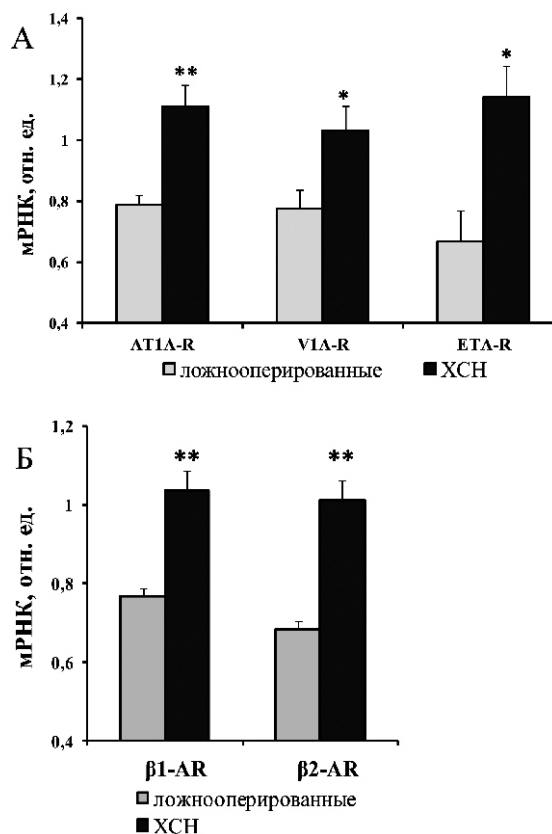 А
мРНК, отн. ед.
1,4
1,2
1
0,8
0,6
0,4
** * *
AT1A-R V1A-R ETA-R
ложнооперированные ХСН
Б
мРНК, отн. ед.
1,2
1
0,8
0,6
0,4
** **
β1-AR β2-AR
ложнооперированные
ХСН